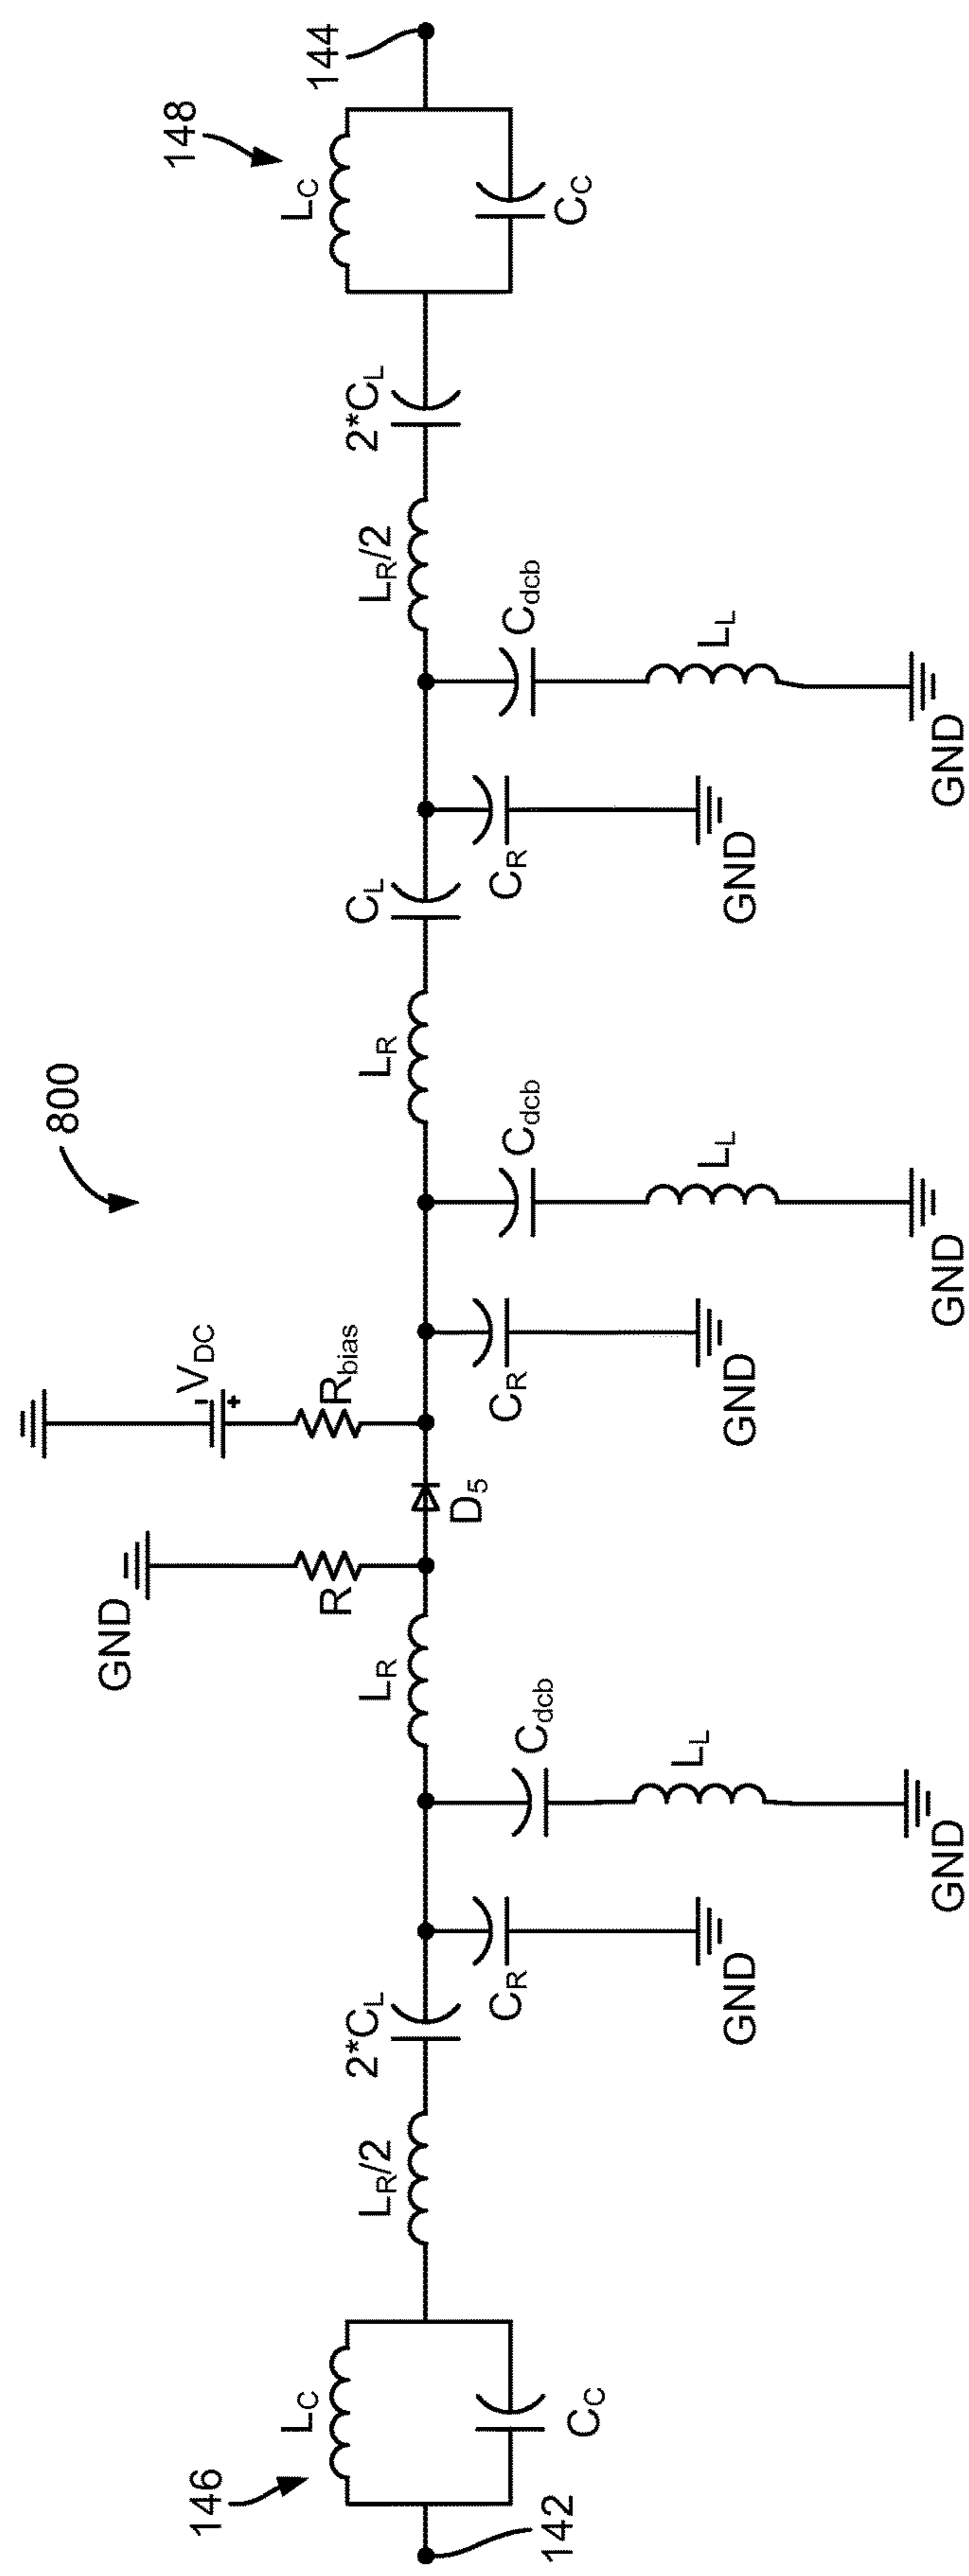 800
GND
148
146
V_DC
-
+
144
L_C
L_C
R
R_bias
L_R/2
2*C_L
L_R
L_R
C_L
L_R/2
2*C_L
D_5
C_R
C_dcb
C_R
C_dcb
C_R
C_dcb
142
C_C
C_C
L_L
L_L
L_L
GND
GND
GND
GND
GND
GND